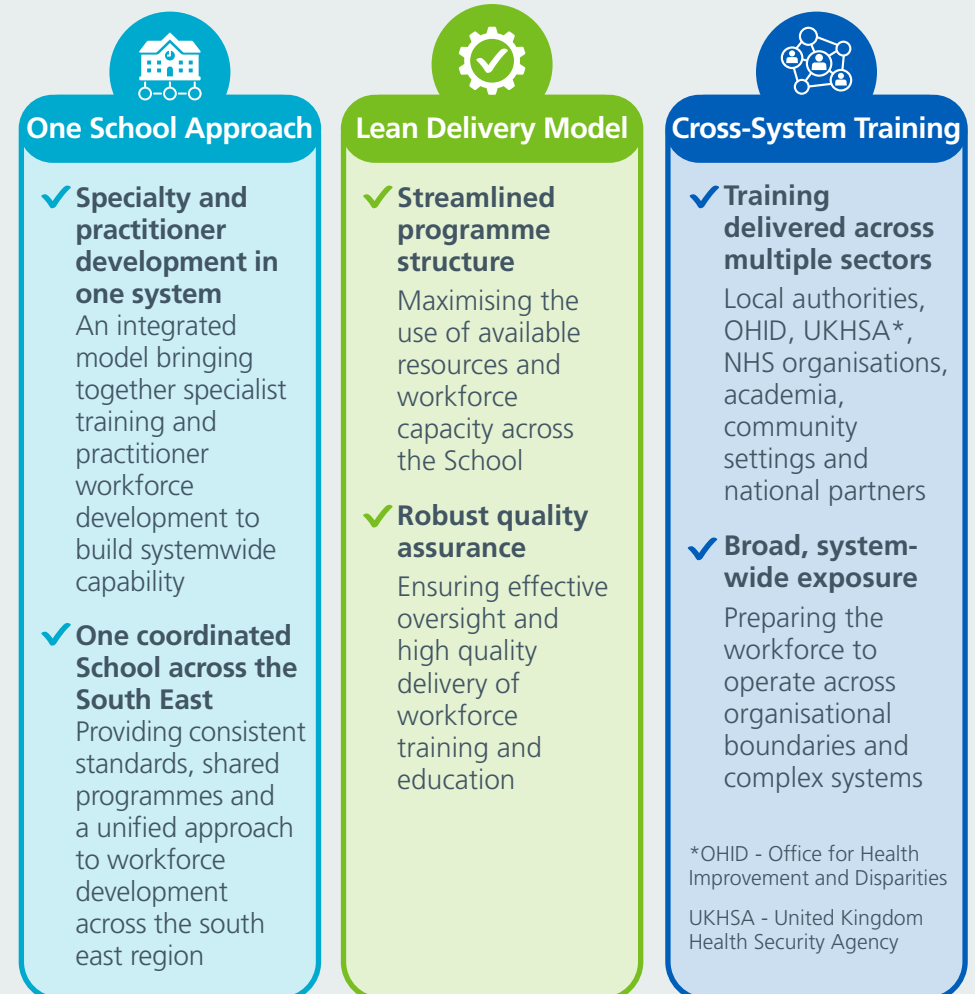 One School Approach
Specialty and
practitioner
development in
one system
An integrated
model bringing
together specialist
training and
practitioner
workforce
development to
build systemwide
capability
One coordinated
School across the
South East
Providing consistent
standards, shared
programmes and
a unified approach
to workforce
development
across the south
east region
Lean Delivery Model
Streamlined
programme
structure
Maximising the
use of available
resources and
workforce
capacity across
the School
Robust quality
assurance
Ensuring effective
oversight and
high quality
delivery of
workforce
training and
education
Cross-System Training
Training
delivered across
multiple sectors
Local authorities,
OHID, UKHSA*,
NHS organisations,
academia,
community
settings and
national partners
Broad, system-
wide exposure
Preparing the
workforce to
operate across
organisational
boundaries and
complex systems
*OHID - Office for Health
Improvement and Disparities
UKHSA - United Kingdom
Health Security Agency